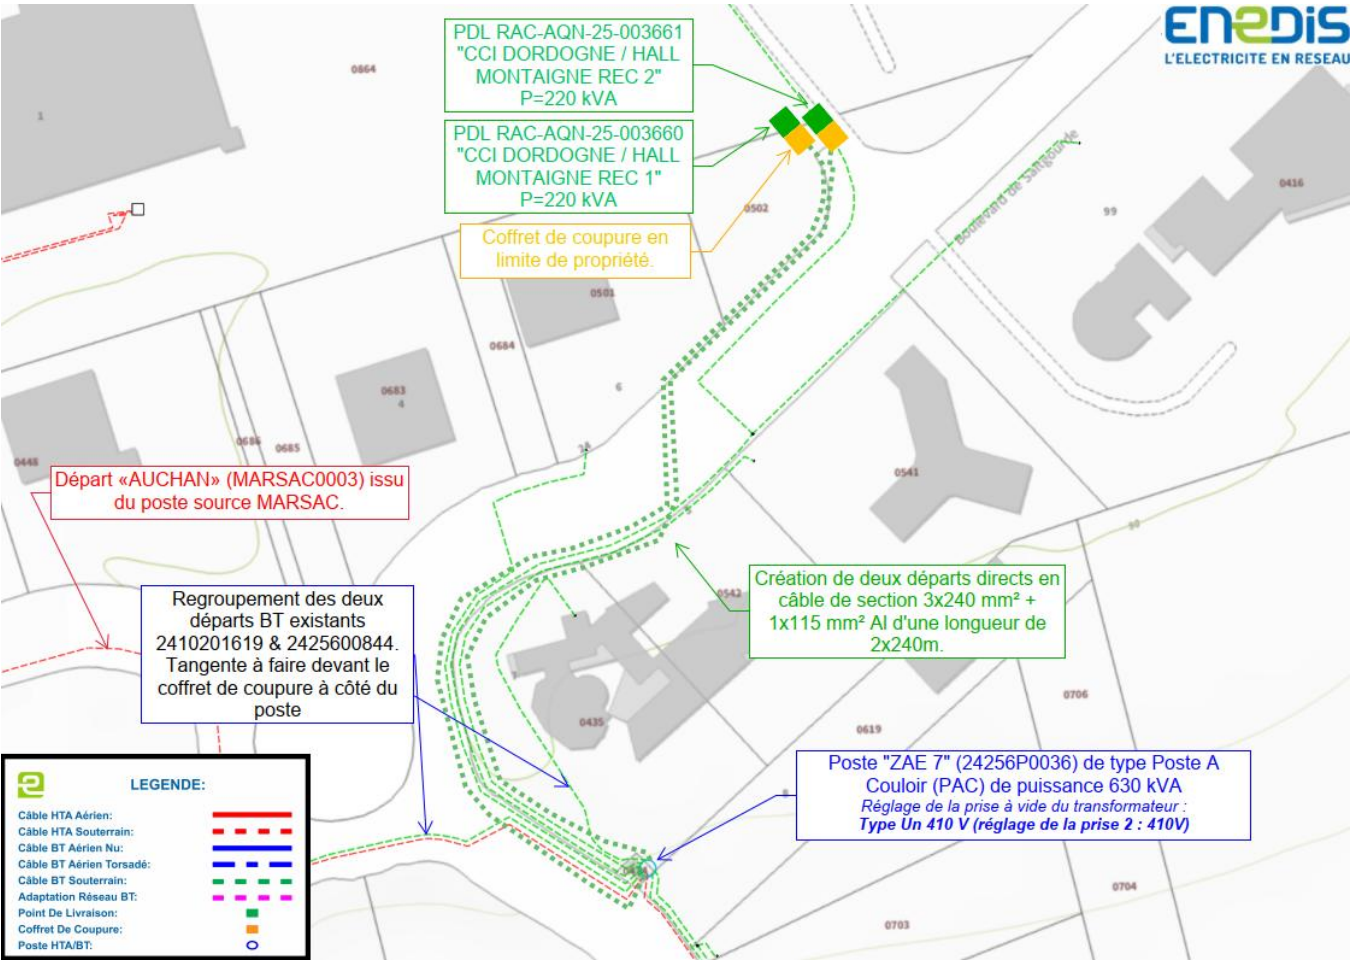 PDL RAC-AQN-25-003661
"CCI DORDOGNE / HALL
MONTAIGNE REC 2"
P=220 kVA
ENEDIS
L'ELECTRICITE EN RESEAU
0864
1
PDL RAC-AQN-25-003660
"CCI DORDOGNE / HALL
MONTAIGNE REC 1"
P=220 kVA
Boulevard de Saltgourde
0416
99
0502
Coffret de coupure en
limite de propriété.
0501
0684
6
0683
4
0686
0685
24
0448
0541
Départ «AUCHAN» (MARSAC0003) issu
du poste source MARSAC.
5
10
Création de deux départs directs en
câble de section 3x240 mm² +
1x115 mm² Al d'une longueur de
2x240m.
0542
Regroupement des deux
départs BT existants
2410201619 & 2425600844.
Tangente à faire devant le
coffret de coupure à côté du
poste
0706
0435
0619
Poste "ZAE 7" (24256P0036) de type Poste A
Couloir (PAC) de puissance 630 kVA
Réglage de la prise à vide du transformateur :
Type Un 410 V (réglage de la prise 2 : 410V)
8
LEGENDE:
Câble HTA Aérien:
Câble HTA Souterrain:
Câble BT Aérien Nu:
Câble BT Aérien Torsadé:
Câble BT Souterrain:
Adaptation Réseau BT:
Point De Livraison:
Coffret De Coupure:
Poste HTA/BT:
0704
0703